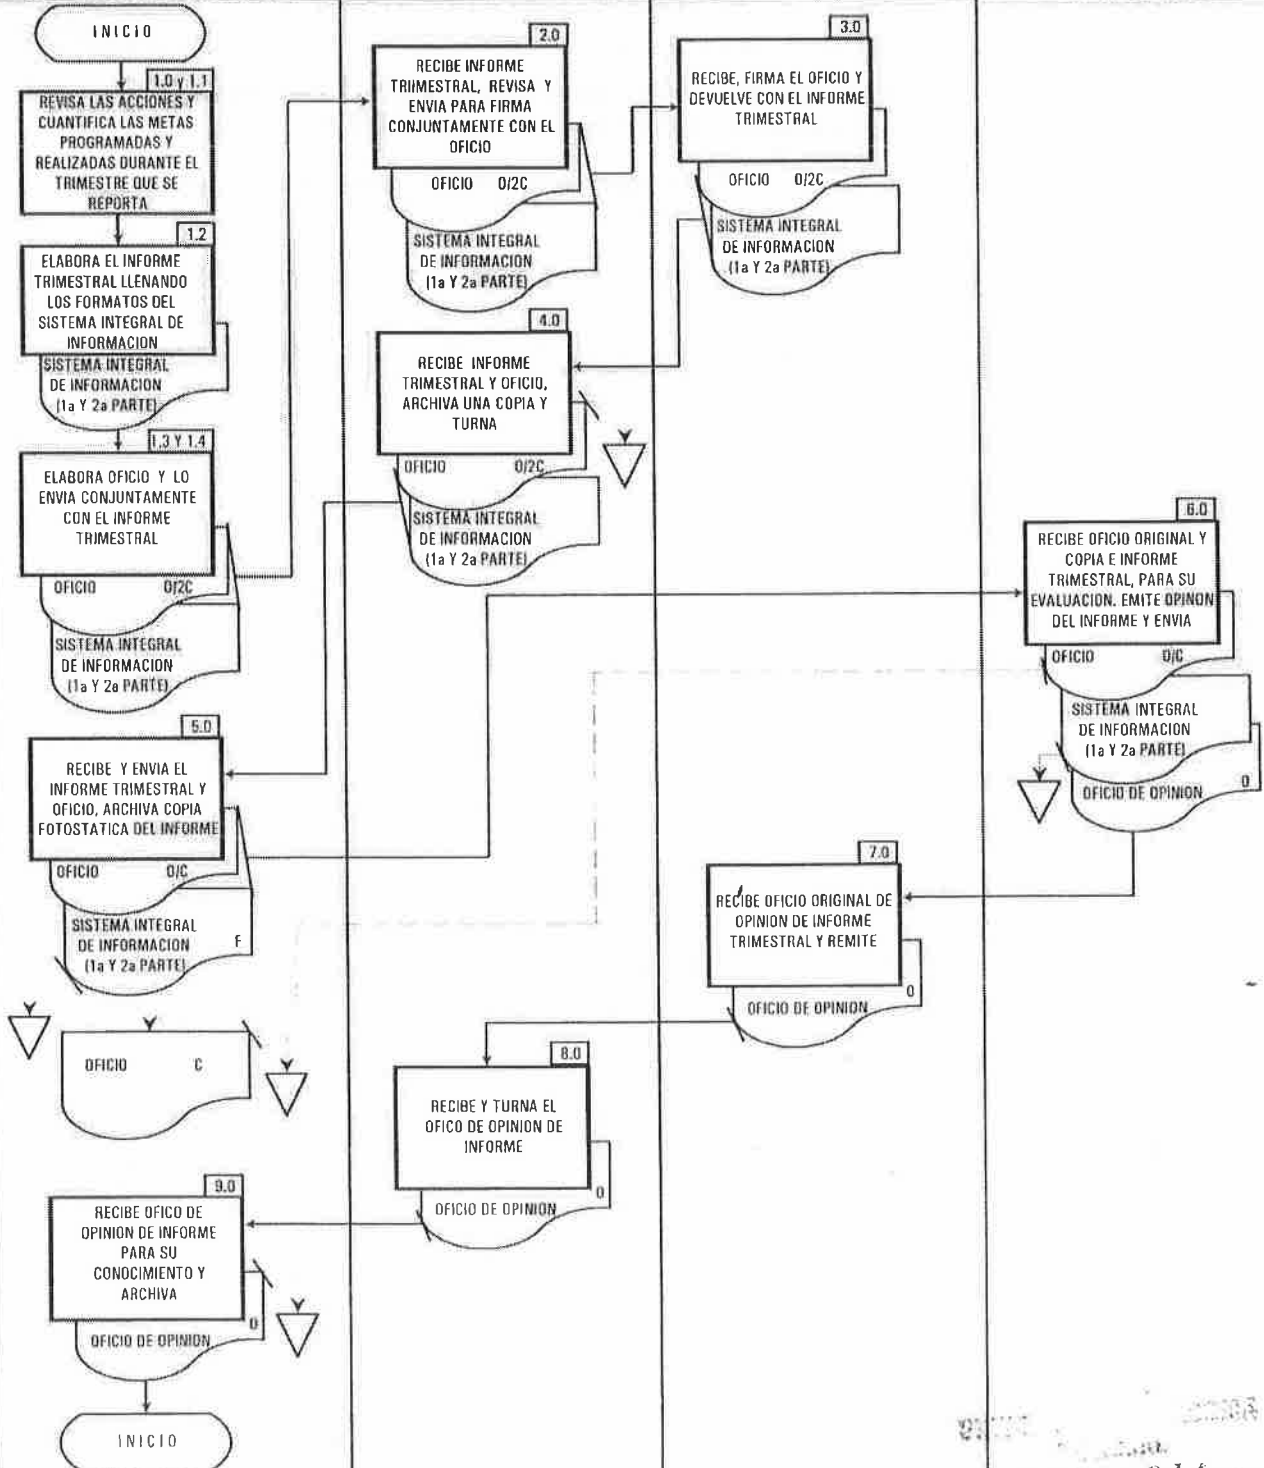 INICIO
1.0 y 1.1
REVISA LAS ACCIONES Y
CUANTIFICA LAS METAS
PROGRAMADAS Y
REALIZADAS DURANTE EL
TRIMESTRE QUE SE
REPORTA
1.2
ELABORA EL INFORME
TRIMESTRAL LLENANDO
LOS FORMATOS DEL
SISTEMA INTEGRAL DE
INFORMACION
SISTEMA INTEGRAL
DE INFORMACION
(1a Y 2a PARTE)
1.3 Y 1.4
ELABORA OFICIO Y LO
ENVIA CONJUNTAMENTE
CON EL INFORME
TRIMESTRAL
OFICIO 0/2C
SISTEMA INTEGRAL
DE INFORMACION
(1a Y 2a PARTE)
2.0
RECIBE INFORME
TRIIMESTRAL, REVISA Y
ENVIA PARA FIRMA
CONJUNTAMENTE CON EL
OFICIO
OFICIO 0/2C
SISTEMA INTEGRAL
DE INFORMACION
(1a Y 2a PARTE)
3.0
RECIBE, FIRMA EL OFICIO Y
DEVUELVE CON EL INFORME
TRIMESTRAL
OFICIO 0/2C
SISTEMA INTEGRAL
DE INFORMACION
(1a Y 2a PARTE)
4.0
RECIBE INFORME
TRIMESTRAL Y OFICIO,
ARCHIVA UNA COPIA Y
TURNA
OFICIO 0/2C
SISTEMA INTEGRAL
DE INFORMACION
(1a Y 2a PARTE)
5.0
RECIBE Y ENVIA EL
INFORME TRIMESTRAL Y
OFICIO, ARCHIVA COPIA
FOTOSTATICA DEL INFORME
OFICIO 0/C
SISTEMA INTEGRAL
DE INFORMACION F
(1a Y 2a PARTE)
OFICIO C
6.0
RECIBE OFICIO ORIGINAL Y
COPIA E INFORME
TRIMESTRAL, PARA SU
EVALUACION. EMITE OPINON
DEL INFORME Y ENVIA
OFICIO 0/C
SISTEMA INTEGRAL
DE INFORMACION
(1a Y 2a PARTE)
OFICIO DE OPINION 0
7.0
RECIBE OFICIO ORIGINAL DE
OPINION DE INFORME
TRIMESTRAL Y REMITE
0
OFICIO DE OPINION
8.0
RECIBE Y TURNA EL
OFICO DE OPINION DE
INFORME
0
OFICIO DE OPINION
9.0
RECIBE OFICO DE
OPINION DE INFORME
PARA SU
CONOCIMIENTO Y
ARCHIVA
0
OFICIO DE OPINION
INICIO